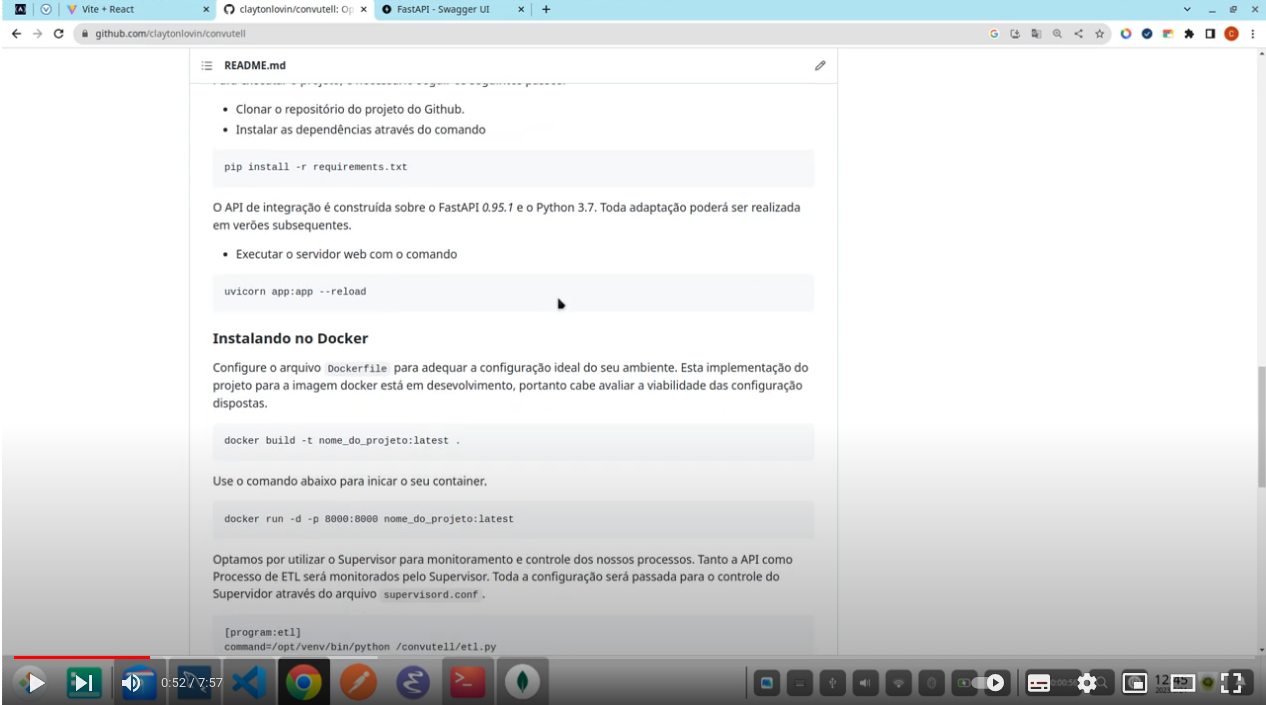 Vite + React
claytonlovin/convutell: Op
FastAPI - Swagger UI
github.com/claytonlovin/convutell
README.md
Clonar o repositório do projeto do Github.
Instalar as dependências através do comando
pip install -r requirements.txt
O API de integração é construída sobre o FastAPI 0.95.1 e o Python 3.7. Toda adaptação poderá ser realizada
em verões subsequentes.
Executar o servidor web com o comando
uvicorn app:app --reload
Instalando no Docker
Configure o arquivo Dockerfile para adequar a configuração ideal do seu ambiente. Esta implementação do
projeto para a imagem docker está em desevolvimento, portanto cabe avaliar a viabilidade das configuração
dispostas.
docker build -t nome_do_projeto:latest .
Use o comando abaixo para inicar o seu container.
docker run -d -p 8000:8000 nome_do_projeto:latest
Optamos por utilizar o Supervisor para monitoramento e controle dos nossos processos. Tanto a API como
Processo de ETL será monitorados pelo Supervisor. Toda a configuração será passada para o controle do
Supervidor através do arquivo supervisord.conf.
[program:etl]
command=/opt/venv/bin/python /convutell/etl.py
0:52 / 7:57